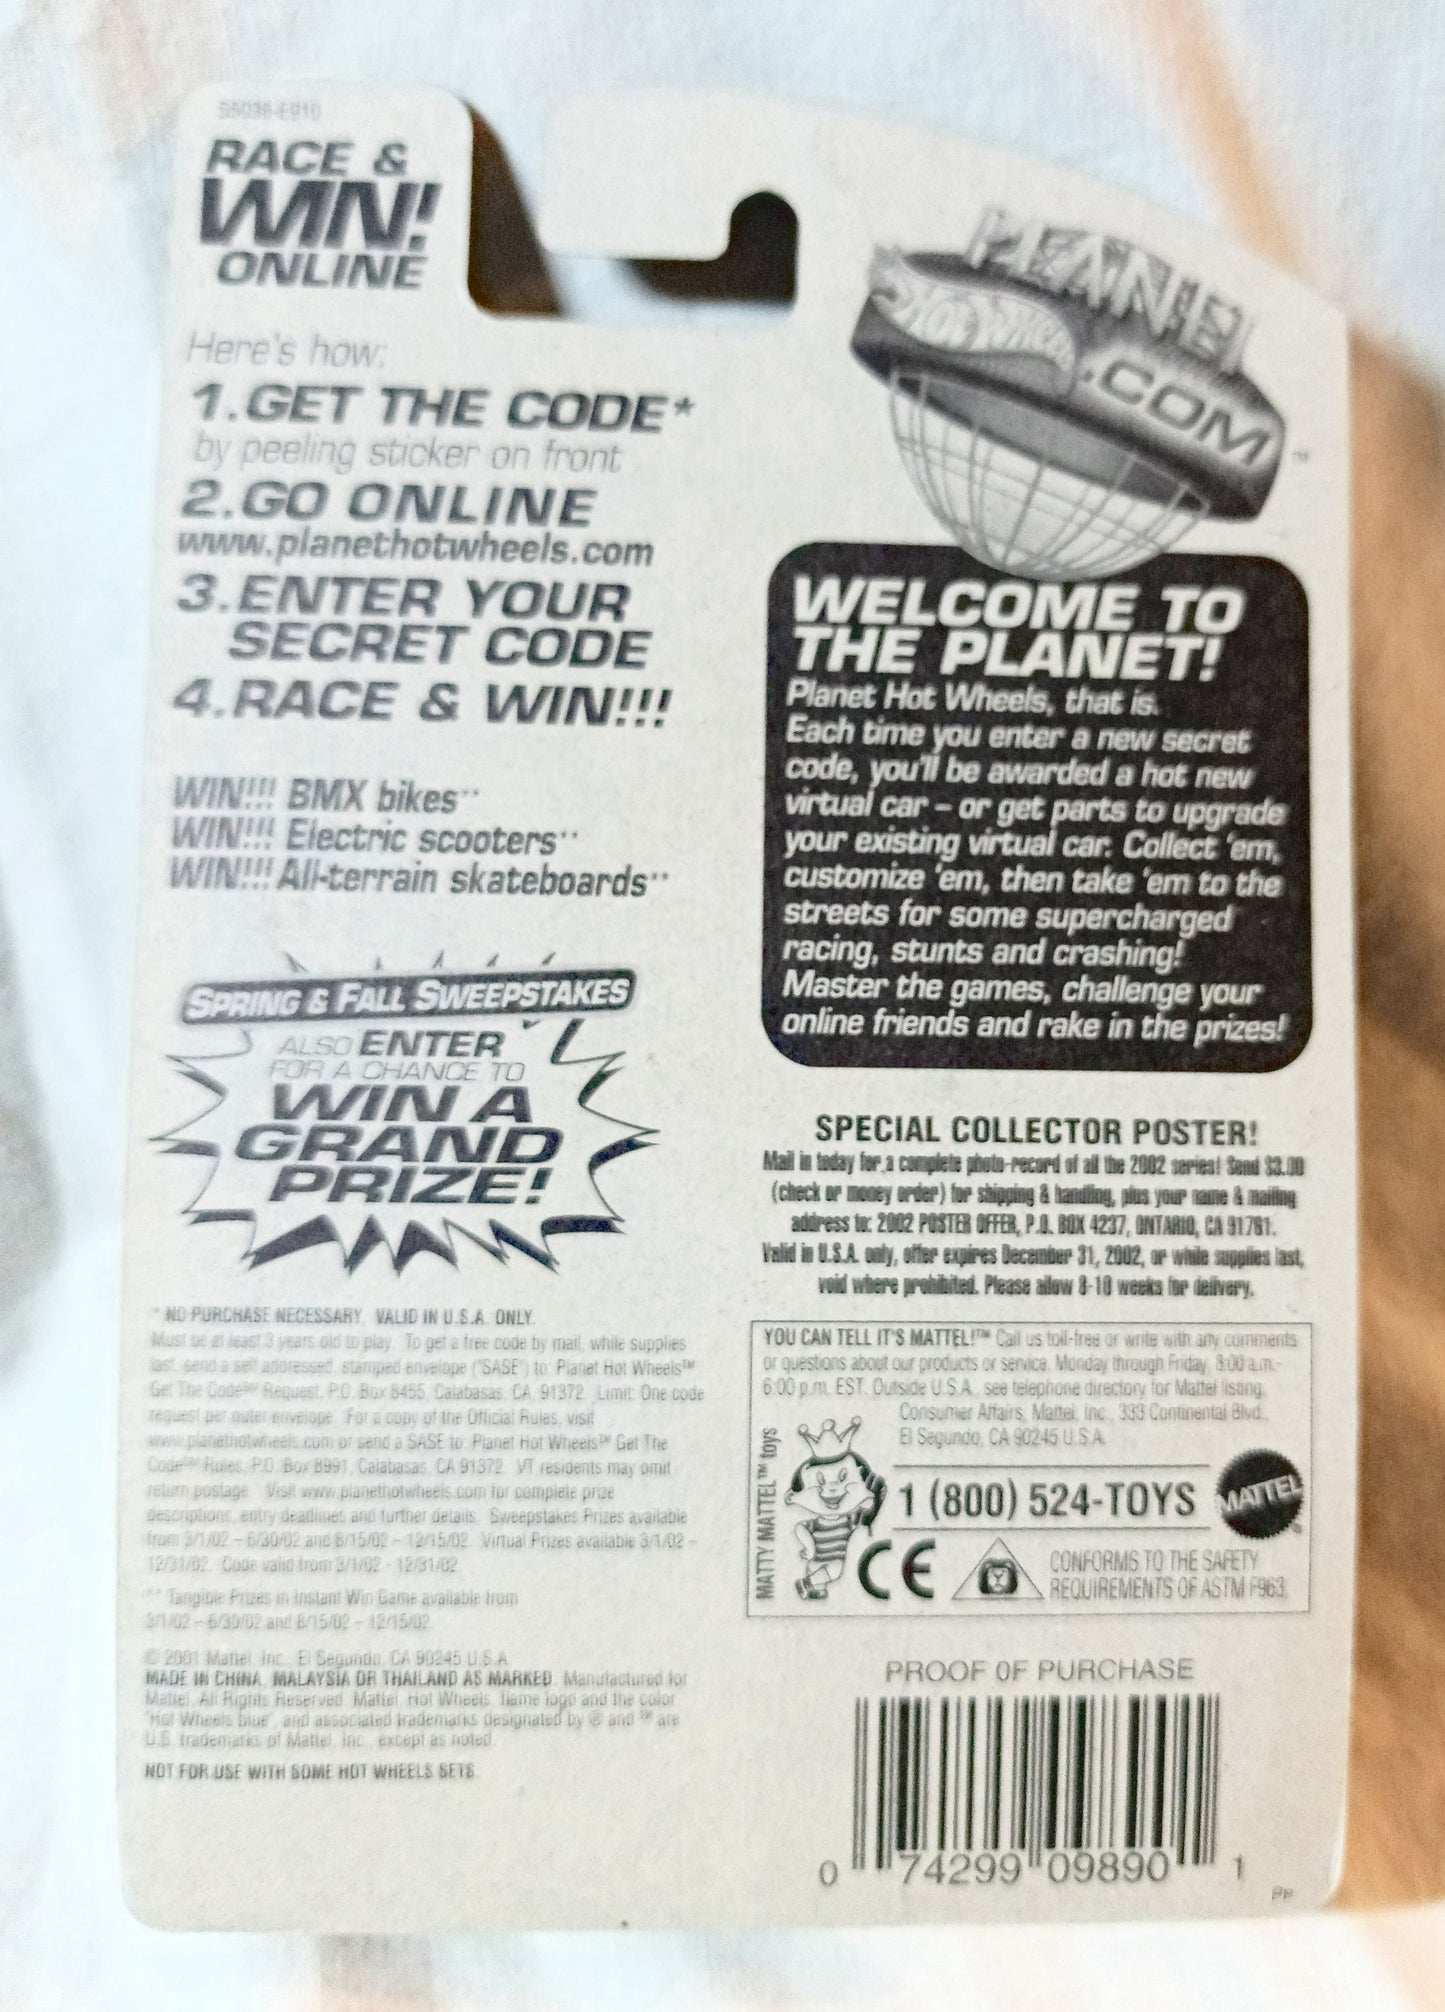 RACE &
WIN!
ONLINE
Here's how:
1.GET THE CODE*
by peeling sticker on front
2.GO ONLINE
www.planethotwheels.com
3.ENTER YOUR
SECRET CODE
4.RACE & WIN!!!
WIN!!! BMX bikes**
WIN!!! Electric scooters**
WIN!!! All-terrain skateboards**
SPRING & FALL SWEEPSTAKES
ALSO ENTER
FOR A CHANCE TO
WIN A
GRAND
PRIZE!
* NO PURCHASE NECESSARY. VALID IN U.S.A. ONLY.
Must be at least 3 years old to play. To get a free code by mail, while supplies
last, send a self addressed, stamped envelope ("SASE") to: Planet Hot Wheels™
Get The Code℠ Request, P.O. Box 8455, Calabasas, CA, 91372. Limit: One code
request per outer envelope. For a copy of the Official Rules, visit
www.planethotwheels.com or send a SASE to: Planet Hot Wheels™ Get The
Code℠ Rules, P.O. Box 8991, Calabasas, CA 91372. VT residents may omit
return postage. Visit www.planethotwheels.com for complete prize
descriptions, entry deadlines and further details. Sweepstakes Prizes available
from 3/1/02 – 6/30/02 and 8/15/02 – 12/15/02. Virtual Prizes available 3/1/02 –
12/31/02. Code valid from 3/1/02 - 12/31/02.
** Tangible Prizes in Instant Win Game available from
3/1/02 – 6/30/02 and 8/15/02 – 12/15/02.
© 2001 Mattel, Inc., El Segundo, CA 90245 U.S.A.
MADE IN CHINA, MALAYSIA OR THAILAND AS MARKED. Manufactured for
Mattel. All Rights Reserved. Mattel, Hot Wheels, flame logo and the color
"Hot Wheels blue", and associated trademarks designated by ® and ™ are
U.S. trademarks of Mattel, Inc., except as noted.
NOT FOR USE WITH SOME HOT WHEELS SETS.
PLANET
HOT WHEELS
.COM
™
WELCOME TO
THE PLANET!
Planet Hot Wheels, that is.
Each time you enter a new secret
code, you'll be awarded a hot new
virtual car – or get parts to upgrade
your existing virtual car. Collect 'em,
customize 'em, then take 'em to the
streets for some supercharged
racing, stunts and crashing!
Master the games, challenge your
online friends and rake in the prizes!
SPECIAL COLLECTOR POSTER!
Mail in today for a complete photo-record of all the 2002 series! Send $3.00
(check or money order) for shipping & handling, plus your name & mailing
address to: 2002 POSTER OFFER, P.O. BOX 4237, ONTARIO, CA 91761.
Valid in U.S.A. only, offer expires December 31, 2002, or while supplies last,
void where prohibited. Please allow 8-10 weeks for delivery.
YOU CAN TELL IT'S MATTEL!™ Call us toll-free or write with any comments
or questions about our products or service, Monday through Friday, 8:00 a.m.-
6:00 p.m. EST. Outside U.S.A., see telephone directory for Mattel listing.
Consumer Affairs, Mattel, Inc., 333 Continental Blvd.,
El Segundo, CA 90245 U.S.A.
MATTY MATTEL™ toys
1 (800) 524-TOYS
MATTEL
CE
CONFORMS TO THE SAFETY
REQUIREMENTS OF ASTM F963.
PROOF OF PURCHASE
0 74299 09890 1
PP